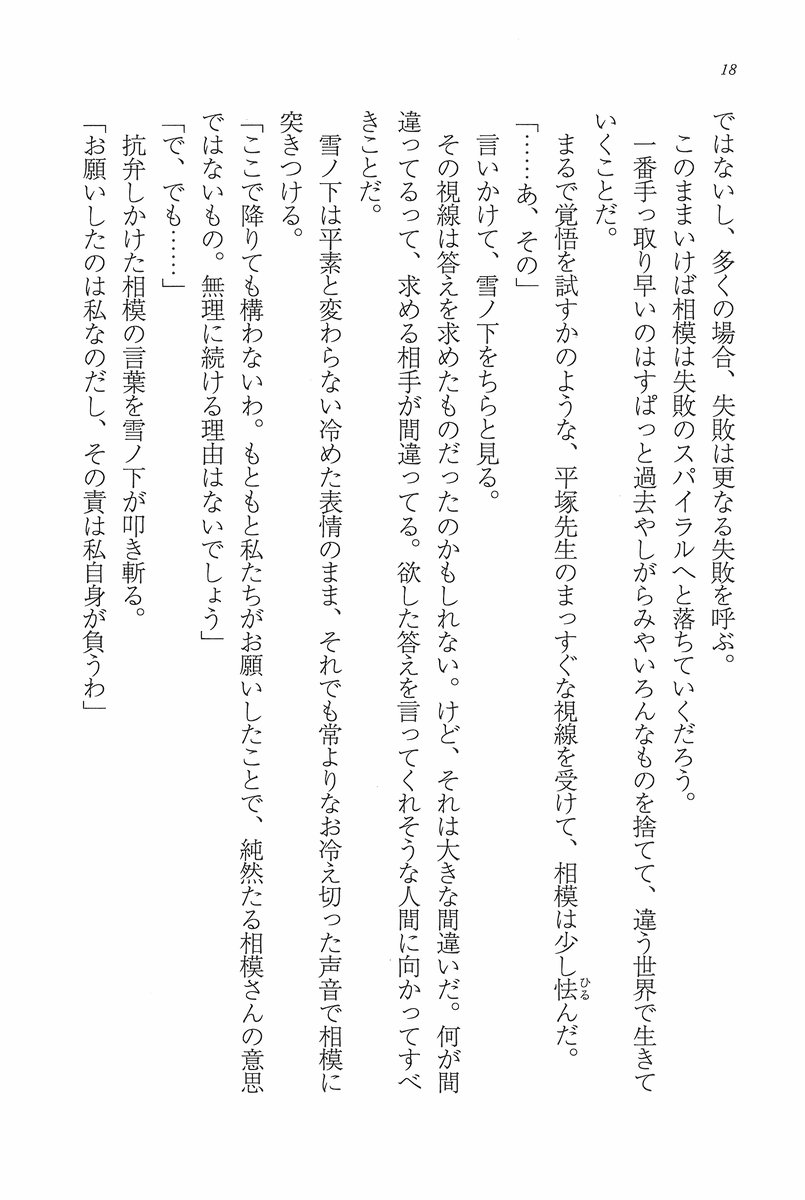 18
ではないし、多くの場合、失敗は更なる失敗を呼ぶ。
このままいけば相模は失敗のスパイラルへと落ちていくだろう。
一番手っ取り早いのはすぱっと過去やしがらみやいろんなものを捨てて、違う世界で生きて
いくことだ。
まるで覚悟を試すかのような、平塚先生のまっすぐな視線を受けて、相模は少し怯んだ。
ひる
「……あ、その」
言いかけて、雪ノ下をちらと見る。
その視線は答えを求めたものだったのかもしれない。けど、それは大きな間違いだ。何が間
違ってるって、求める相手が間違ってる。欲した答えを言ってくれそうな人間に向かってすべ
きことだ。
雪ノ下は平素と変わらない冷めた表情のまま、それでも常よりなお冷え切った声音で相模に
突きつける。
「ここで降りても構わないわ。もともと私たちがお願いしたことで、純然たる相模さんの意思
ではないもの。無理に続ける理由はないでしょう」
「で、でも……」
抗弁しかけた相模の言葉を雪ノ下が叩き斬る。
「お願いしたのは私なのだし、その責は私自身が負うわ」